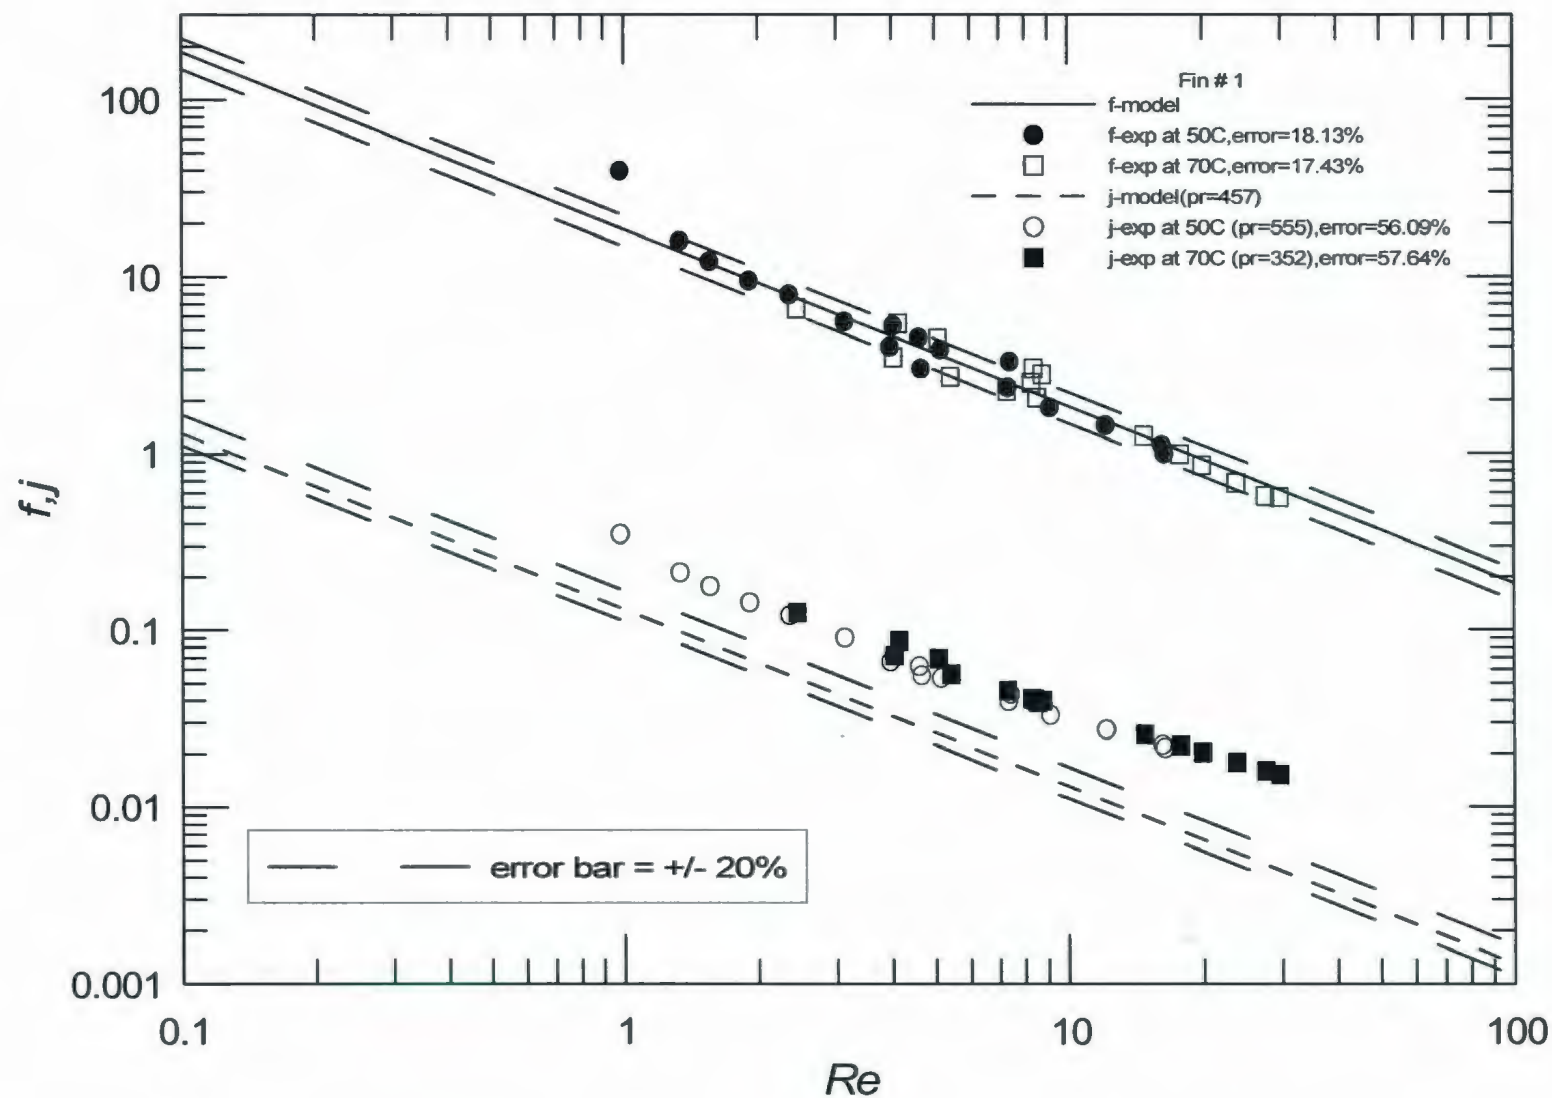 Fin # 1
f-model
f-exp at 50C,error=18.13%
f-exp at 70C,error=17.43%
j-model(pr=457)
j-exp at 50C (pr=555),error=56.09%
j-exp at 70C (pr=352),error=57.64%
100
10
1
0.1
0.01
0.001
f,j
error bar = +/- 20%
0.1
1
10
100
Re